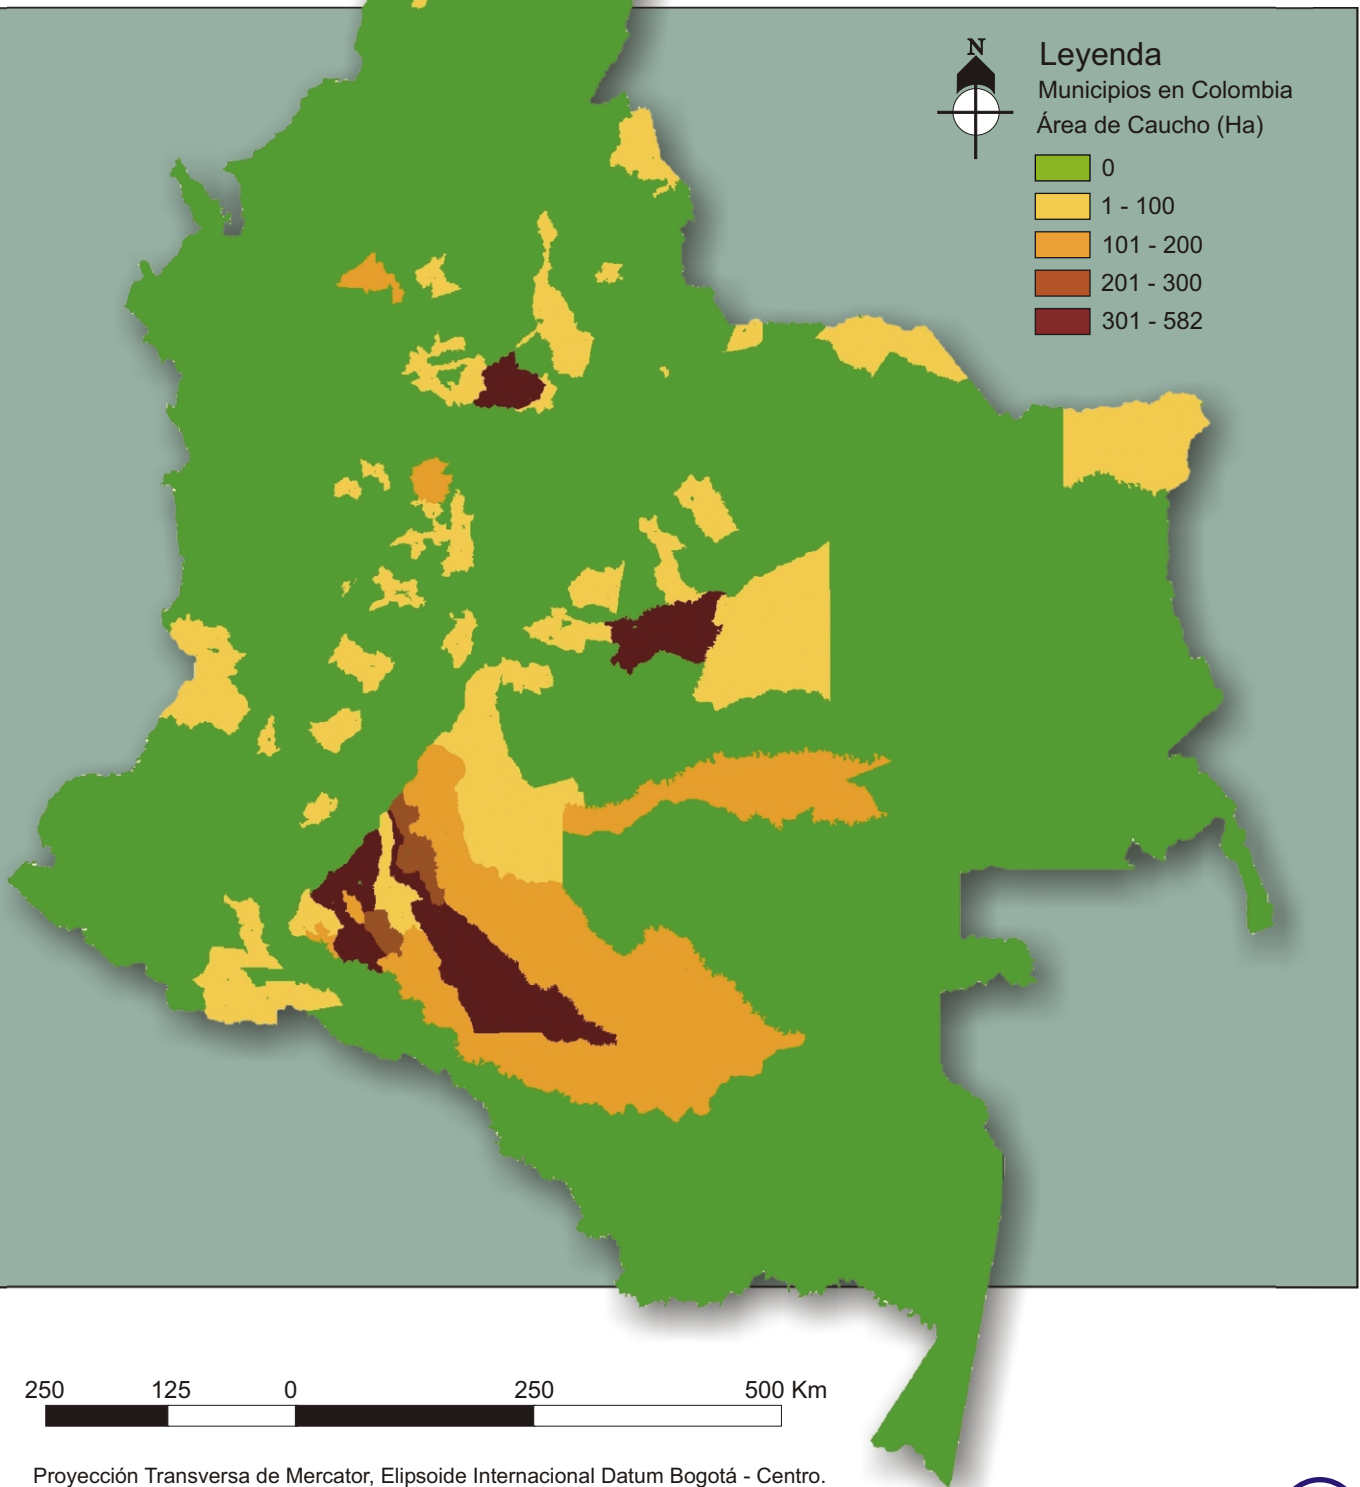 N
Leyenda
Municipios en Colombia
Área de Caucho (Ha)
0
1 - 100
101 - 200
201 - 300
301 - 582
250 125 0 250 500 Km
Proyección Transversa de Mercator, Elipsoide Internacional Datum Bogotá - Centro.